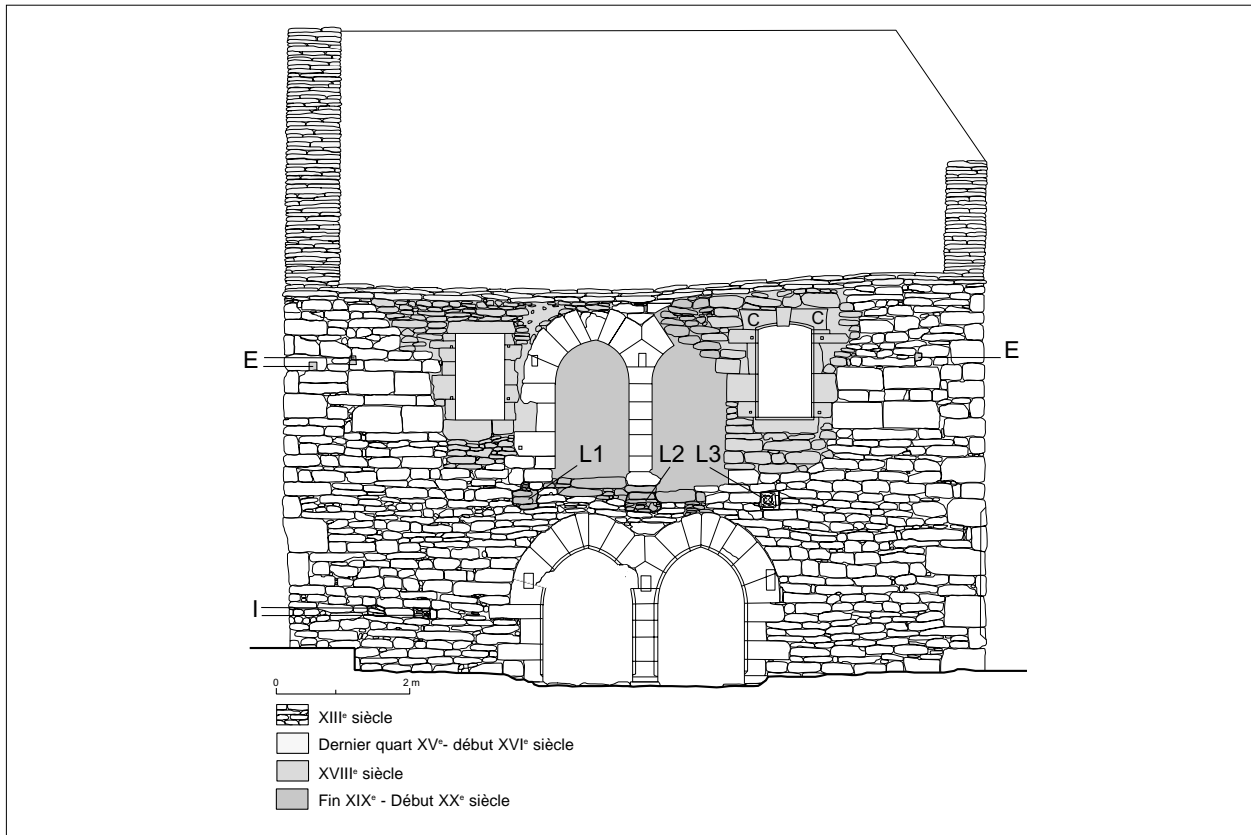 C C
E E
L1 L2 L3
I
0 2 m
XIIIᵉ siècle
Dernier quart XVᵉ- début XVIᵉ siècle
XVIIIᵉ siècle
Fin XIXᵉ - Début XXᵉ siècle